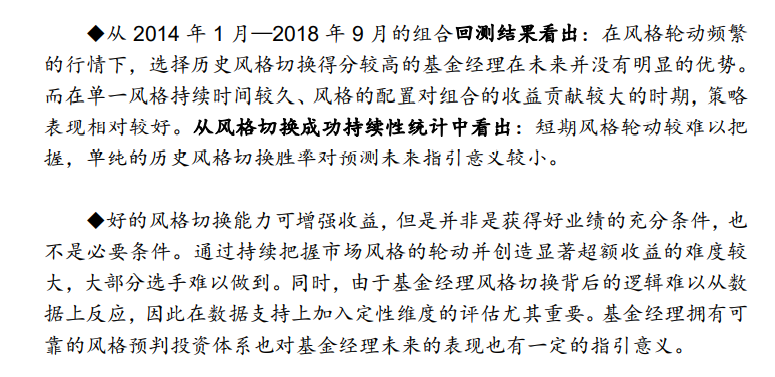 ◆从 2014 年 1 月—2018 年 9 月的组合回测结果看出：在风格轮动频繁
的行情下，选择历史风格切换得分较高的基金经理在未来并没有明显的优势。
而在单一风格持续时间较久、风格的配置对组合的收益贡献较大的时期，策略
表现相对较好。从风格切换成功持续性统计中看出：短期风格轮动较难以把
握，单纯的历史风格切换胜率对预测未来指引意义较小。
◆好的风格切换能力可增强收益，但是并非是获得好业绩的充分条件，也
不是必要条件。通过持续把握市场风格的轮动并创造显著超额收益的难度较
大，大部分选手难以做到。同时，由于基金经理风格切换背后的逻辑难以从数
据上反应，因此在数据支持上加入定性维度的评估尤其重要。基金经理拥有可
靠的风格预判投资体系也对基金经理未来的表现也有一定的指引意义。